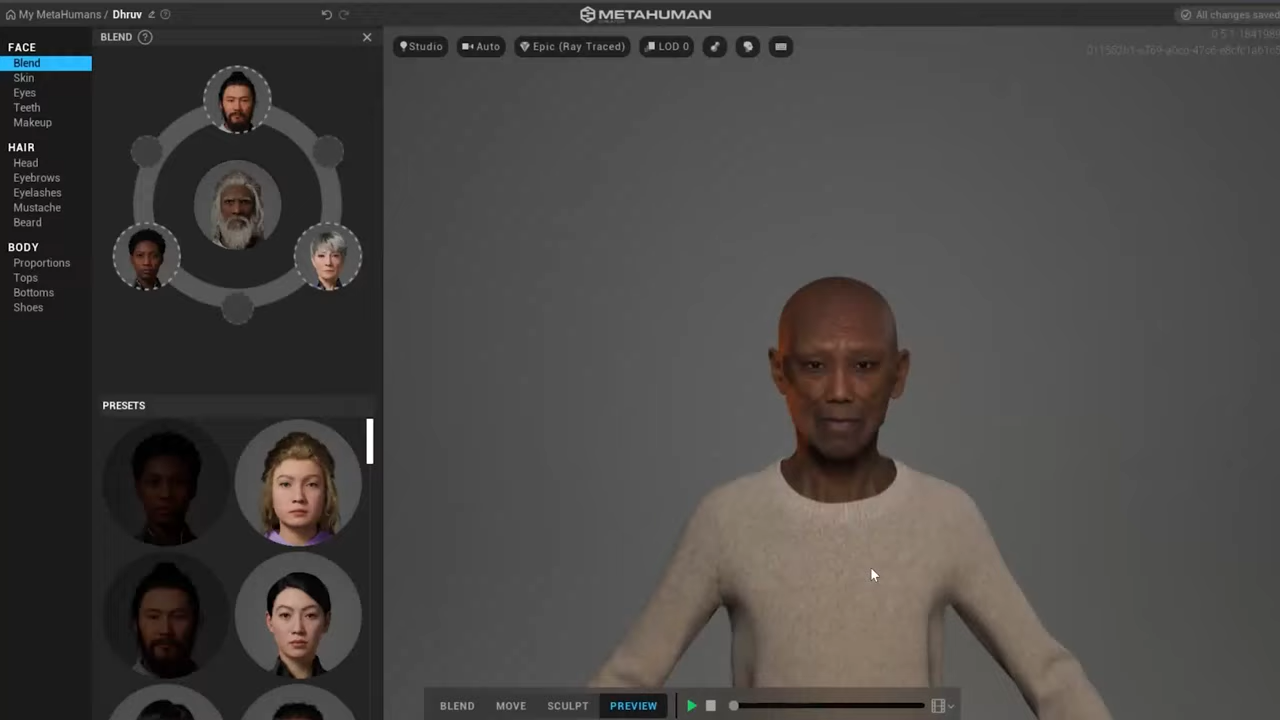 My MetaHumans / Dhruv
METAHUMAN
All changes saved
FACE
BLEND
Blend
Skin
Eyes
Teeth
Makeup
HAIR
Head
Eyebrows
Eyelashes
Mustache
Beard
BODY
Proportions
Tops
Bottoms
Shoes
Studio
Auto
Epic (Ray Traced)
LOD 0
PRESETS
BLEND
MOVE
SCULPT
PREVIEW